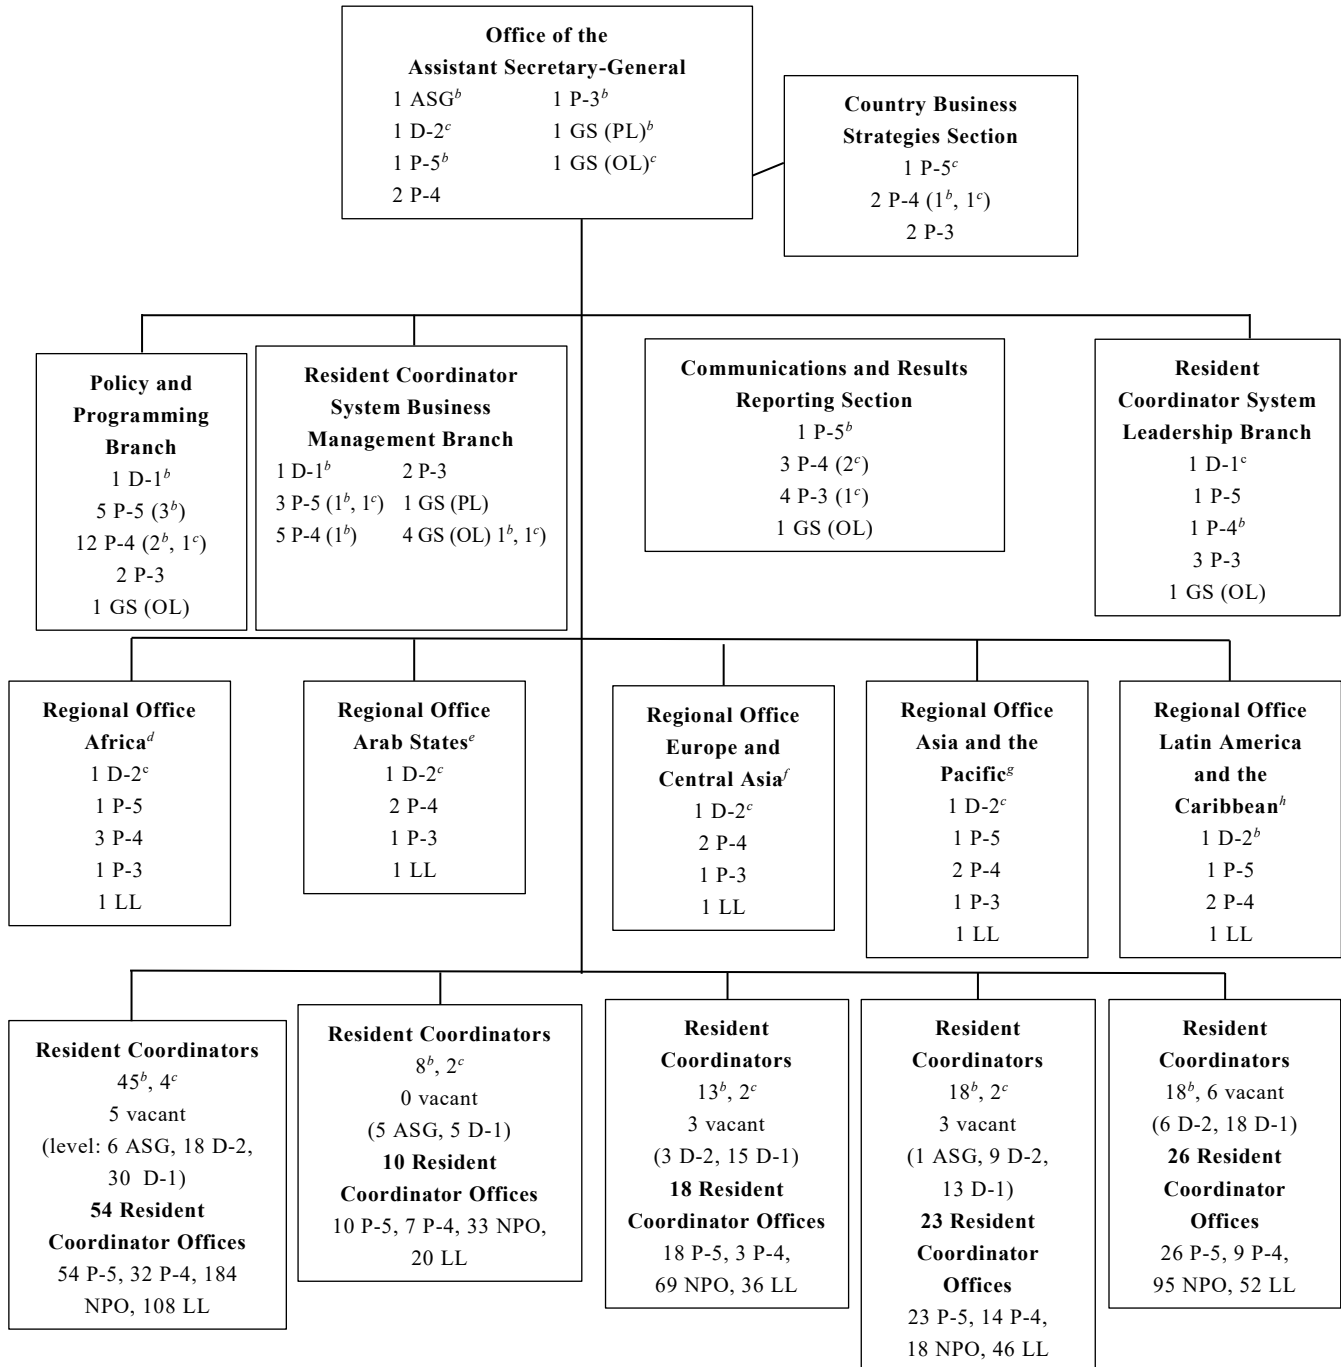 Office of the
Assistant Secretary-General
1 ASGᵇ 1 P-3ᵇ
1 D-2ᶜ 1 GS (PL)ᵇ
1 P-5ᵇ 1 GS (OL)ᶜ
2 P-4
Country Business
Strategies Section
1 P-5ᶜ
2 P-4 (1ᵇ, 1ᶜ)
2 P-3
Policy and
Programming
Branch
1 D-1ᵇ
5 P-5 (3ᵇ)
12 P-4 (2ᵇ, 1ᶜ)
2 P-3
1 GS (OL)
Resident Coordinator
System Business
Management Branch
1 D-1ᵇ 2 P-3
3 P-5 (1ᵇ, 1ᶜ) 1 GS (PL)
5 P-4 (1ᵇ) 4 GS (OL) 1ᵇ, 1ᶜ)
Communications and Results
Reporting Section
1 P-5ᵇ
3 P-4 (2ᶜ)
4 P-3 (1ᶜ)
1 GS (OL)
Resident
Coordinator System
Leadership Branch
1 D-1ᶜ
1 P-5
1 P-4ᵇ
3 P-3
1 GS (OL)
Regional Office
Africaᵈ
1 D-2ᶜ
1 P-5
3 P-4
1 P-3
1 LL
Regional Office
Arab Statesᵉ
1 D-2ᶜ
2 P-4
1 P-3
1 LL
Regional Office
Europe and
Central Asiaᶠ
1 D-2ᶜ
2 P-4
1 P-3
1 LL
Regional Office
Asia and the
Pacificᵍ
1 D-2ᶜ
1 P-5
2 P-4
1 P-3
1 LL
Regional Office
Latin America
and the
Caribbeanʰ
1 D-2ᵇ
1 P-5
2 P-4
1 LL
Resident Coordinators
45ᵇ, 4ᶜ
5 vacant
(level: 6 ASG, 18 D-2,
30 D-1)
54 Resident
Coordinator Offices
54 P-5, 32 P-4, 184
NPO, 108 LL
Resident Coordinators
8ᵇ, 2ᶜ
0 vacant
(5 ASG, 5 D-1)
10 Resident
Coordinator Offices
10 P-5, 7 P-4, 33 NPO,
20 LL
Resident
Coordinators
13ᵇ, 2ᶜ
3 vacant
(3 D-2, 15 D-1)
18 Resident
Coordinator Offices
18 P-5, 3 P-4,
69 NPO, 36 LL
Resident
Coordinators
18ᵇ, 2ᶜ
3 vacant
(1 ASG, 9 D-2,
13 D-1)
23 Resident
Coordinator
Offices
23 P-5, 14 P-4,
18 NPO, 46 LL
Resident
Coordinators
18ᵇ, 6 vacant
(6 D-2, 18 D-1)
26 Resident
Coordinator
Offices
26 P-5, 9 P-4,
95 NPO, 52 LL